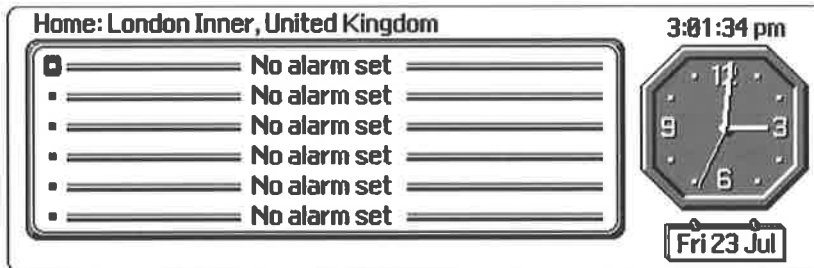 Home: London Inner, United Kingdom
3:01:34 pm
No alarm set
No alarm set
No alarm set
No alarm set
No alarm set
No alarm set
12
9
3
6
Fri 23 Jul